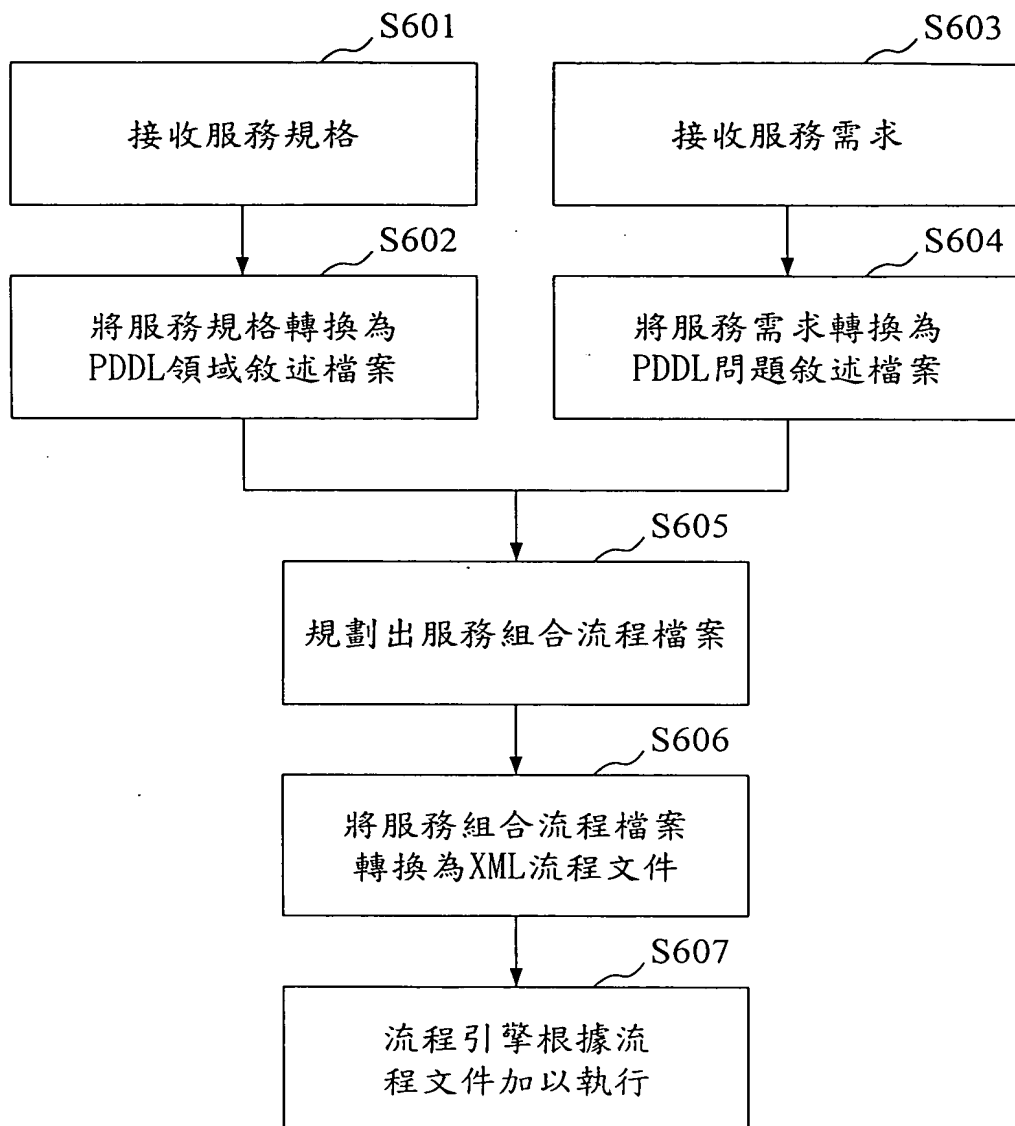 S601
接收服務規格
S603
接收服務需求
S602
將服務規格轉換為
PDDL領域敘述檔案
S604
將服務需求轉換為
PDDL問題敘述檔案
S605
規劃出服務組合流程檔案
S606
將服務組合流程檔案
轉換為XML流程文件
S607
流程引擎根據流
程文件加以執行